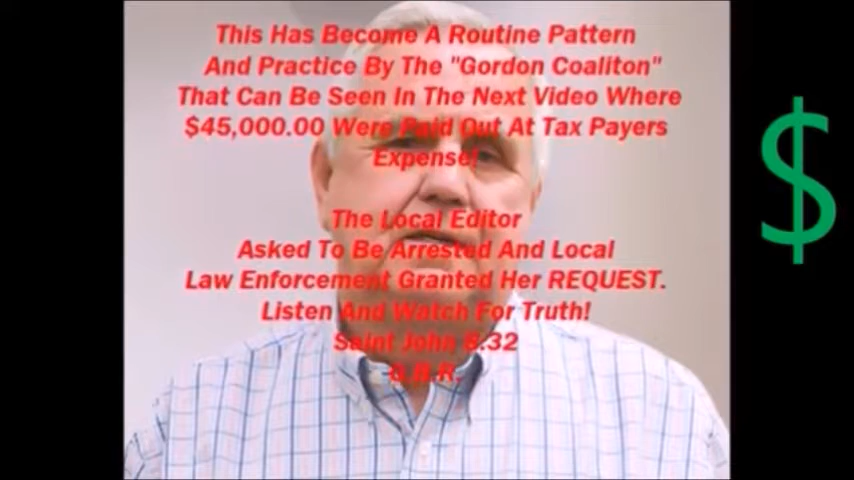 This Has Become A Routine Pattern
And Practice By The "Gordon Coaliton"
That Can Be Seen In The Next Video Where
$45,000.00 Were Paid Out At Tax Payers
Expense!
The Local Editor
Asked To Be Arrested And Local
Law Enforcement Granted Her REQUEST.
Listen And Watch For Truth!
Saint John 8:32
$